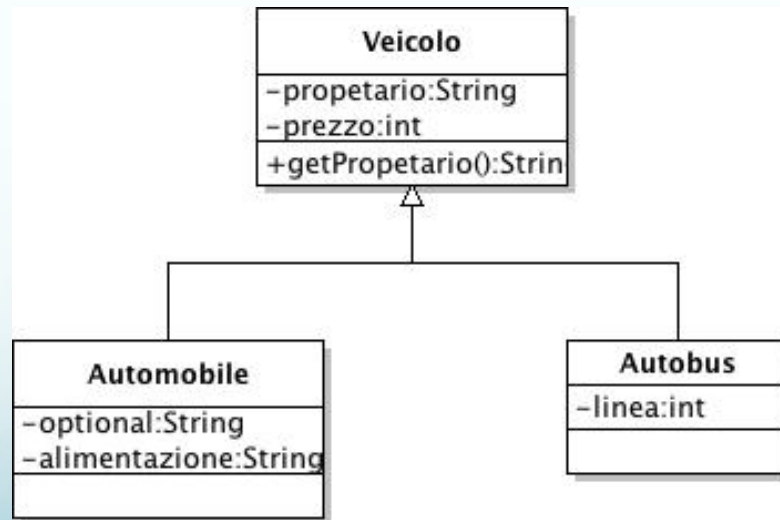 Veicolo
-propetario:String
-prezzo:int
+getPropetario():Strin
Automobile
-optional:String
-alimentazione:String
Autobus
-linea:int